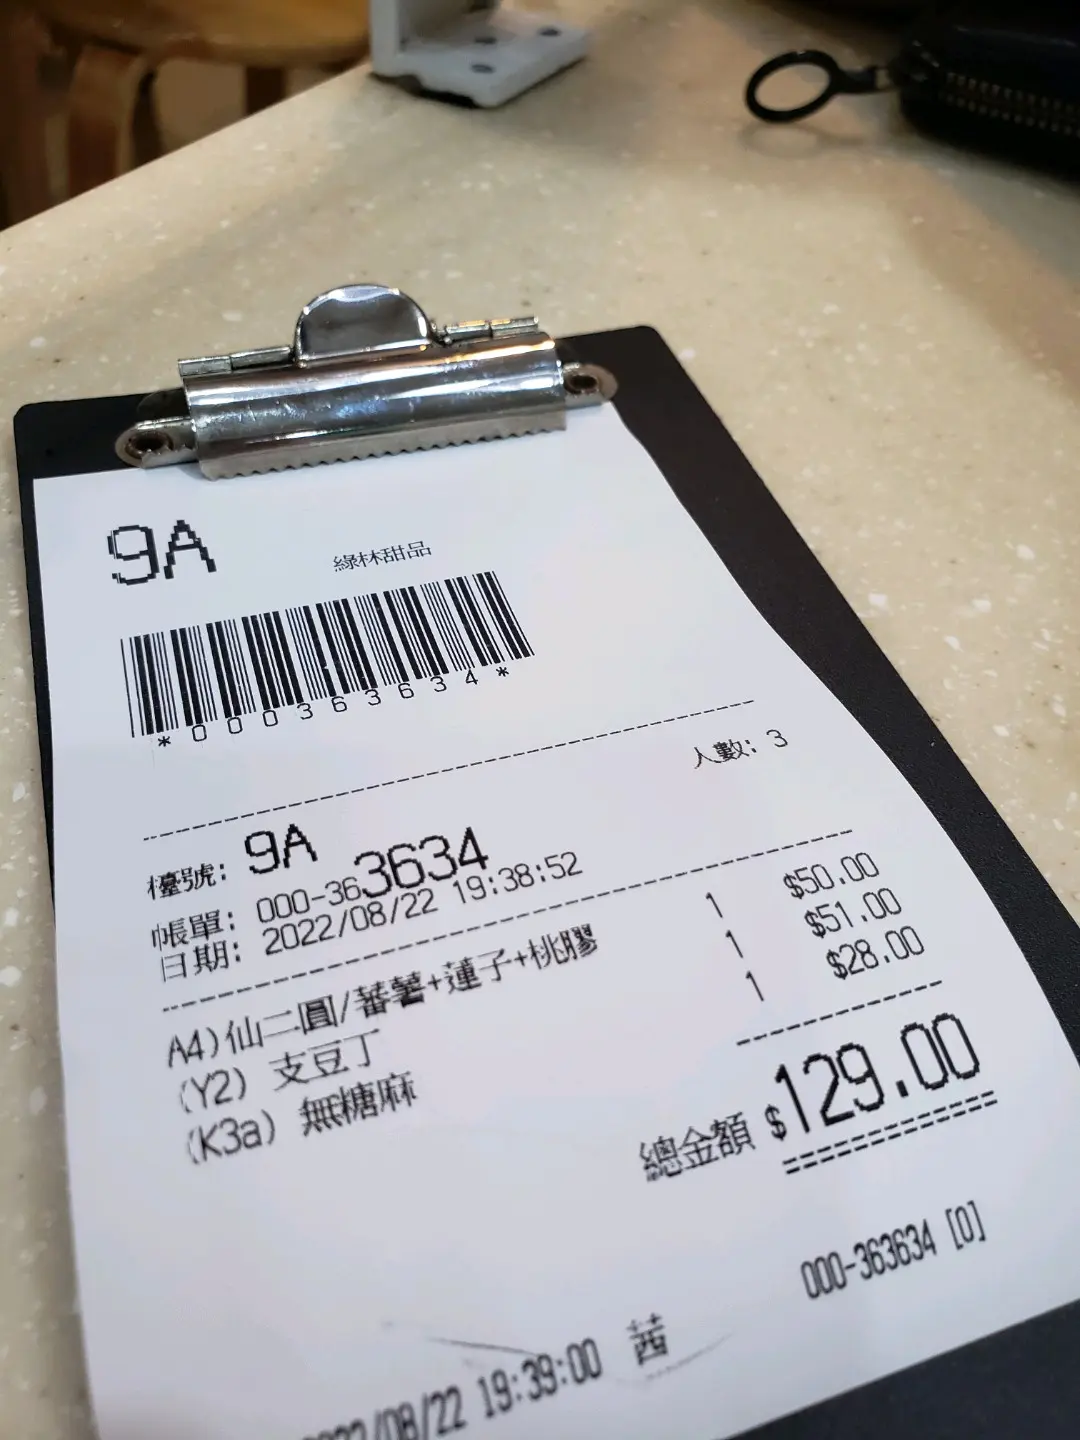 9A
綠林甜品
*000363634*
人數: 3
檯號: 9A
帳單: 000-363634
日期: 2022/08/22 19:38:52
A4)仙二圓/蕃薯+蓮子+桃膠 1 $50.00
(Y2) 支豆丁 1 $51.00
(K3a) 無糖麻 1 $28.00
總金額 $129.00
000-363634 [0]
2022/08/22 19:39:00 茜